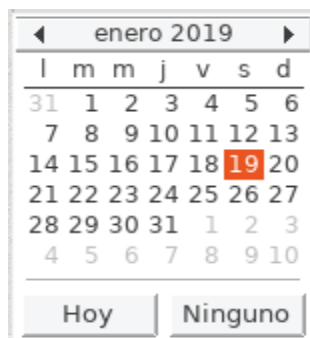 enero 2019
l m m j v s d
31 1 2 3 4 5 6
7 8 9 10 11 12 13
14 15 16 17 18 19 20
21 22 23 24 25 26 27
28 29 30 31 1 2 3
4 5 6 7 8 9 10
Hoy Ninguno